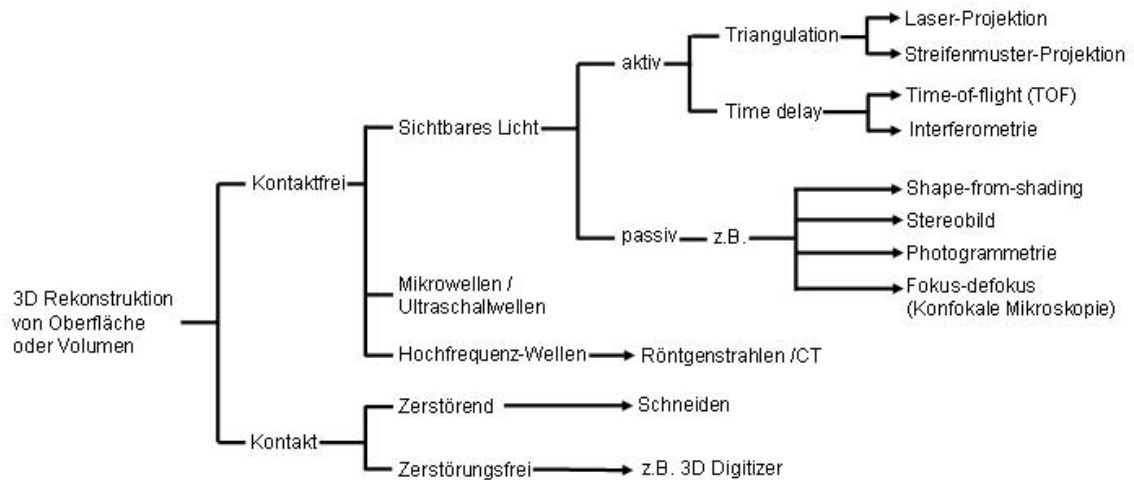 3D Rekonstruktion
von Oberfläche
oder Volumen
Kontaktfrei
Sichtbares Licht
aktiv
Triangulation
Laser-Projektion
Streifenmuster-Projektion
Time delay
Time-of-flight (TOF)
Interferometrie
passiv
z.B.
Shape-from-shading
Stereobild
Photogrammetrie
Fokus-defokus
(Konfokale Mikroskopie)
Mikrowellen /
Ultraschallwellen
Hochfrequenz-Wellen
Röntgenstrahlen /CT
Kontakt
Zerstörend
Schneiden
Zerstörungsfrei
z.B. 3D Digitizer